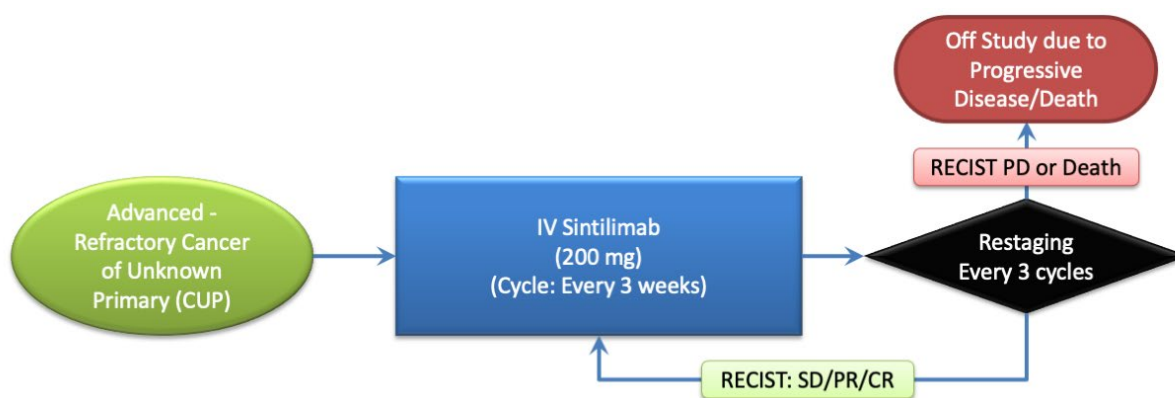 Advanced -
Refractory Cancer
of Unknown
Primary (CUP)
IV Sintilimab
(200 mg)
(Cycle: Every 3 weeks)
Restaging
Every 3 cycles
RECIST PD or Death
Off Study due to
Progressive
Disease/Death
RECIST: SD/PR/CR